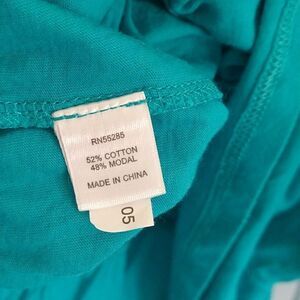 RN55285
52% COTTON
48% MODAL
MADE IN CHINA
05